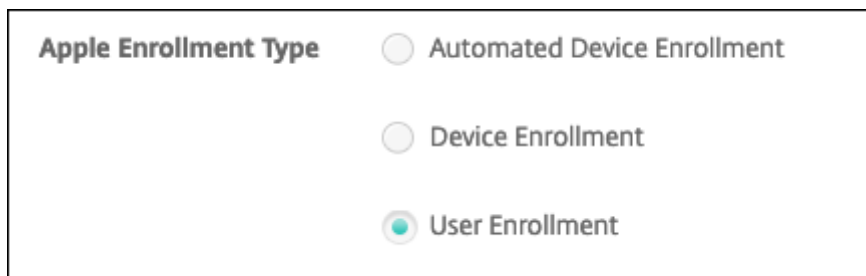 Apple Enrollment Type Automated Device Enrollment
Device Enrollment
User Enrollment